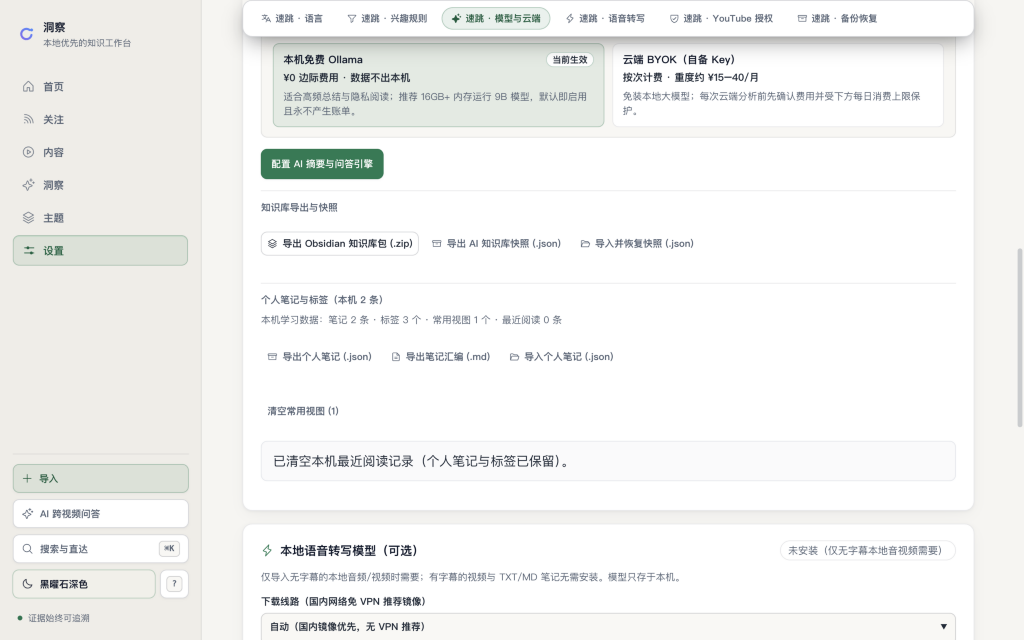 洞察
本地优先的知识工作台
首页
关注
内容
洞察
主题
设置
导入
AI 跨视频问答
搜索与直达 ⌘K
黑曜石深色 ?
证据始终可追溯
速跳 · 语言 速跳 · 兴趣规则 速跳 · 模型与云端 速跳 · 语音转写 速跳 · YouTube 授权 速跳 · 备份恢复
本机免费 Ollama 当前生效
¥0 边际费用 · 数据不出本机
适合高频总结与隐私阅读；推荐 16GB+ 内存运行 9B 模型，默认即启用
且永不产生账单。
云端 BYOK（自备 Key）
按次计费 · 重度约 ¥15–40/月
免装本地大模型；每次云端分析前先确认费用并受下方每日消费上限保
护。
配置 AI 摘要与问答引擎
知识库导出与快照
导出 Obsidian 知识库包 (.zip) 导出 AI 知识库快照 (.json) 导入并恢复快照 (.json)
个人笔记与标签（本机 2 条）
本机学习数据：笔记 2 条 · 标签 3 个 · 常用视图 1 个 · 最近阅读 0 条
导出个人笔记 (.json) 导出笔记汇编 (.md) 导入个人笔记 (.json)
清空常用视图 (1)
已清空本机最近阅读记录（个人笔记与标签已保留）。
本地语音转写模型（可选） 未安装（仅无字幕本地音视频需要）
仅导入无字幕的本地音频/视频时需要；有字幕的视频与 TXT/MD 笔记无需安装。模型只存于本机。
下载线路（国内网络免 VPN 推荐镜像）
自动（国内镜像优先，无 VPN 推荐） ▼